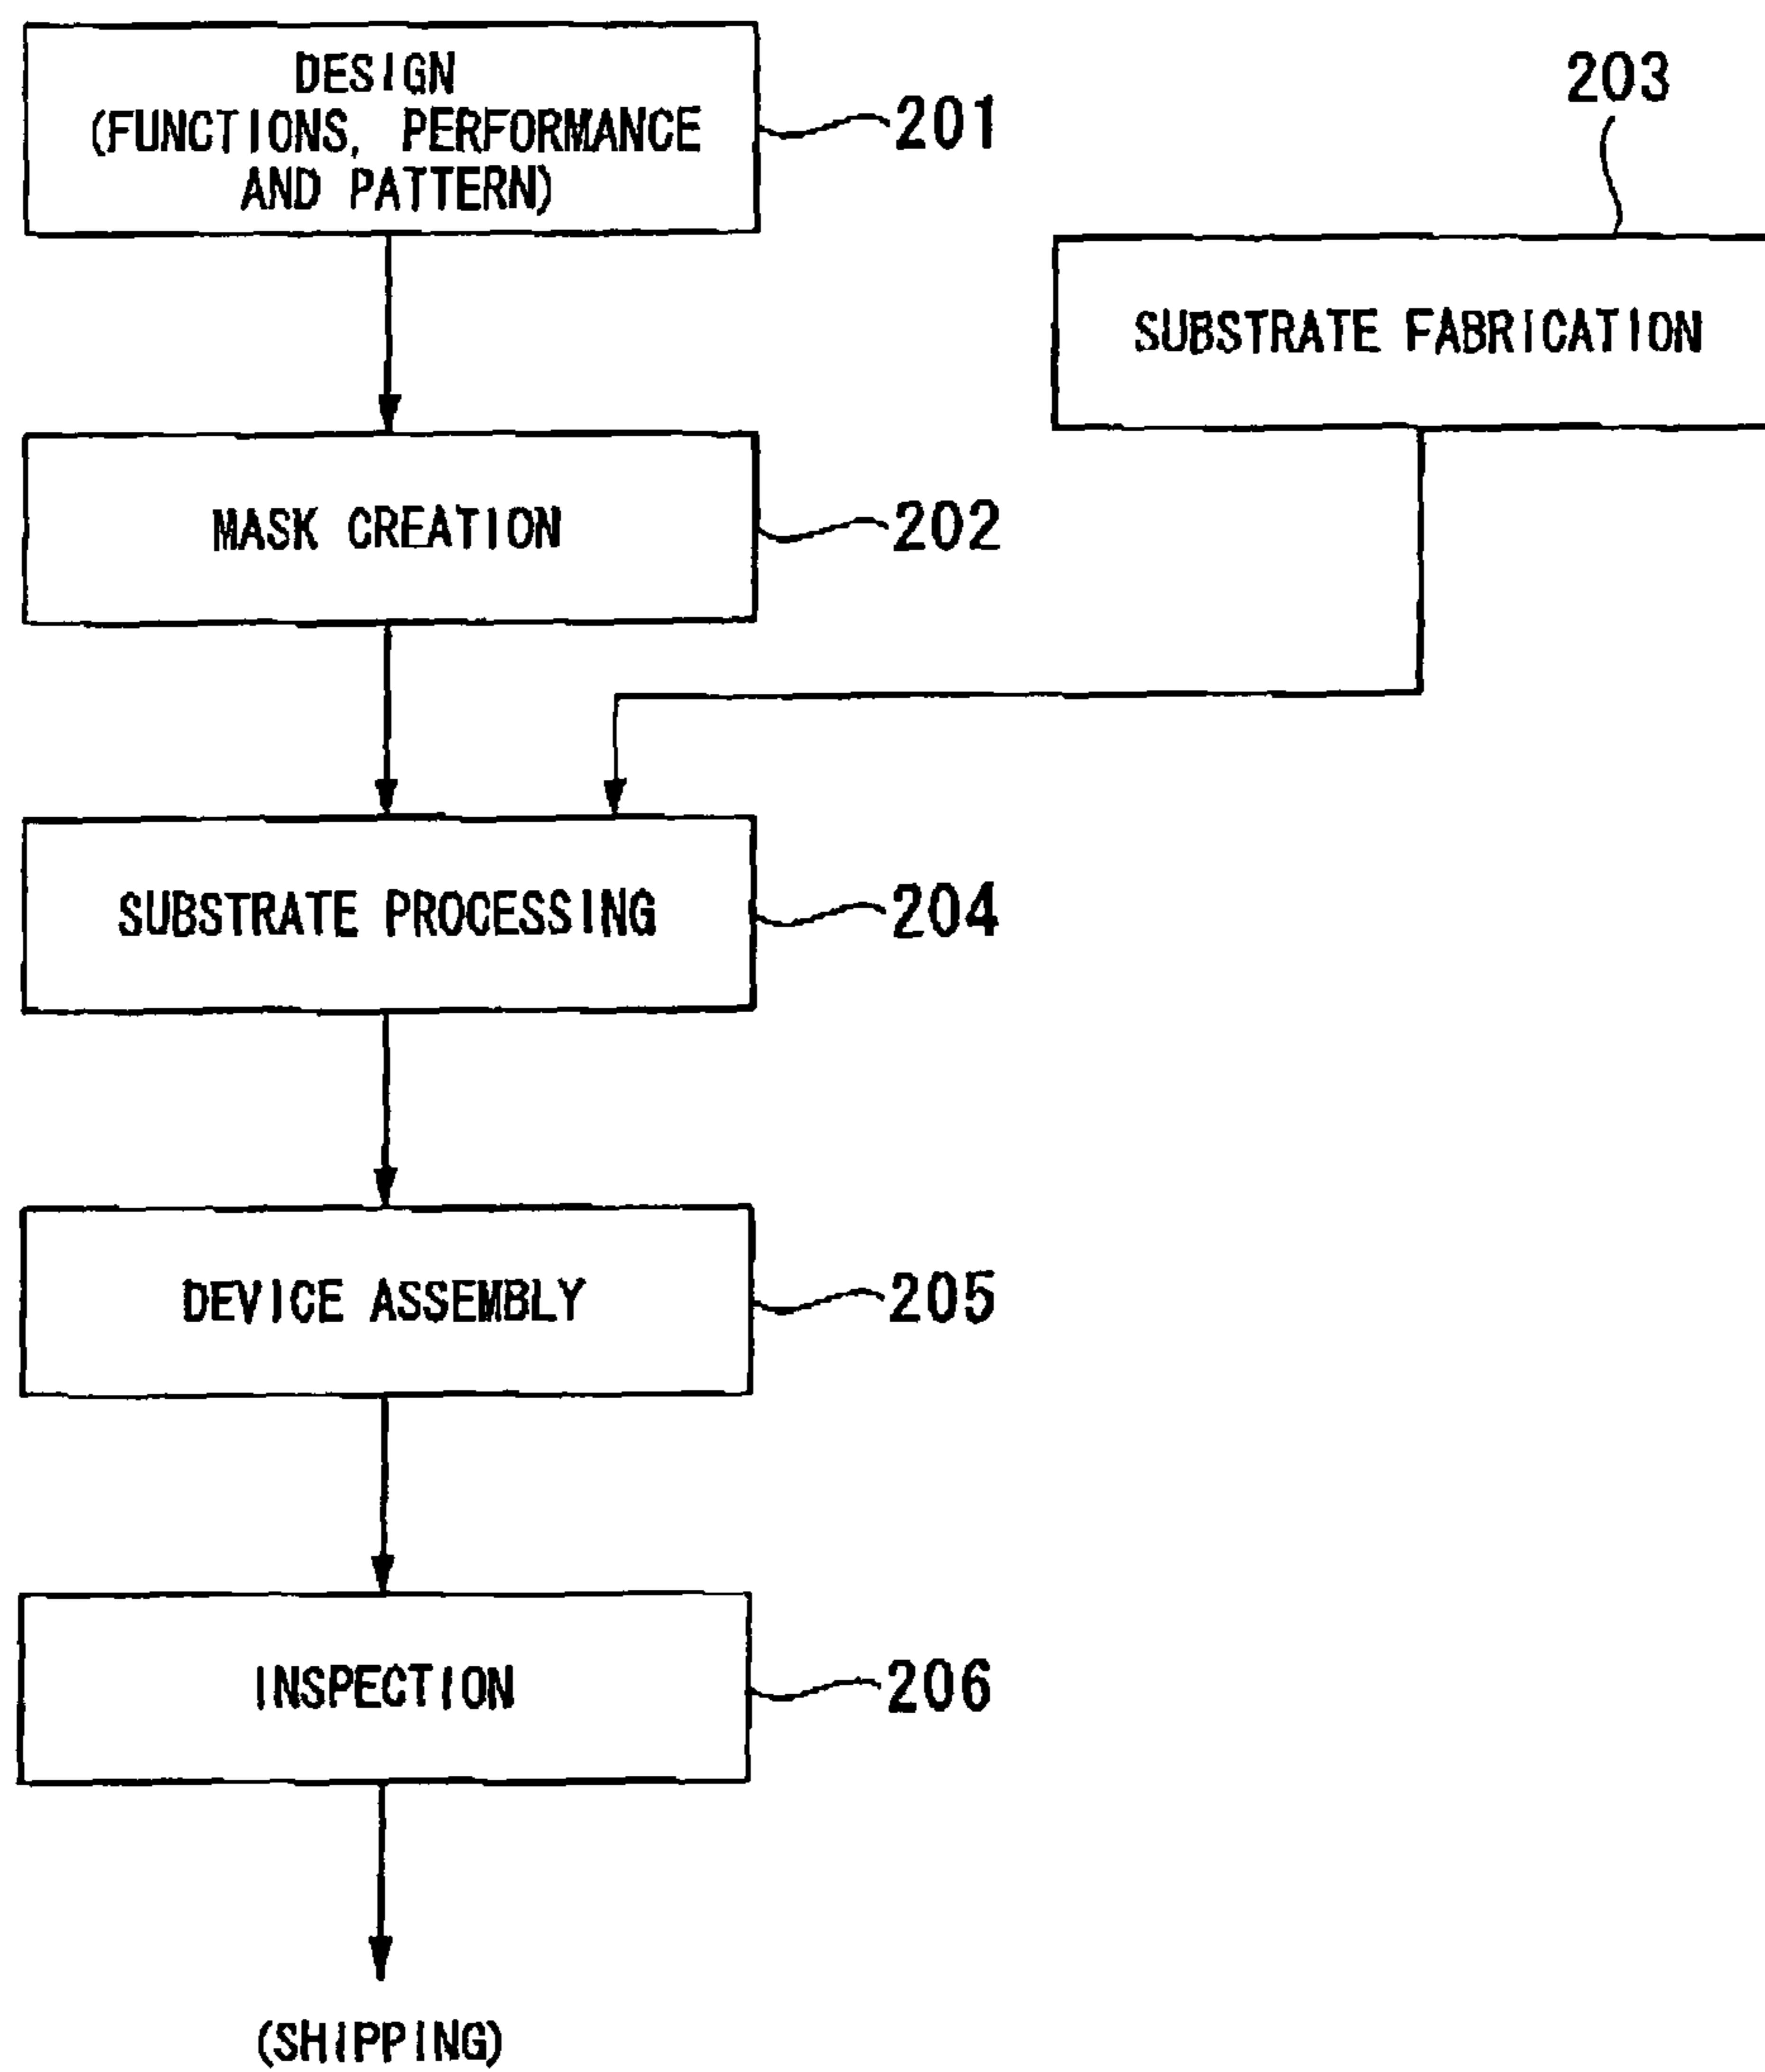 DESIGN
(FUNCTIONS, PERFORMANCE
AND PATTERN)
201
203
SUBSTRATE FABRICATION
MASK CREATION
202
SUBSTRATE PROCESSING
204
DEVICE ASSEMBLY
205
INSPECTION
206
(SHIPPING)